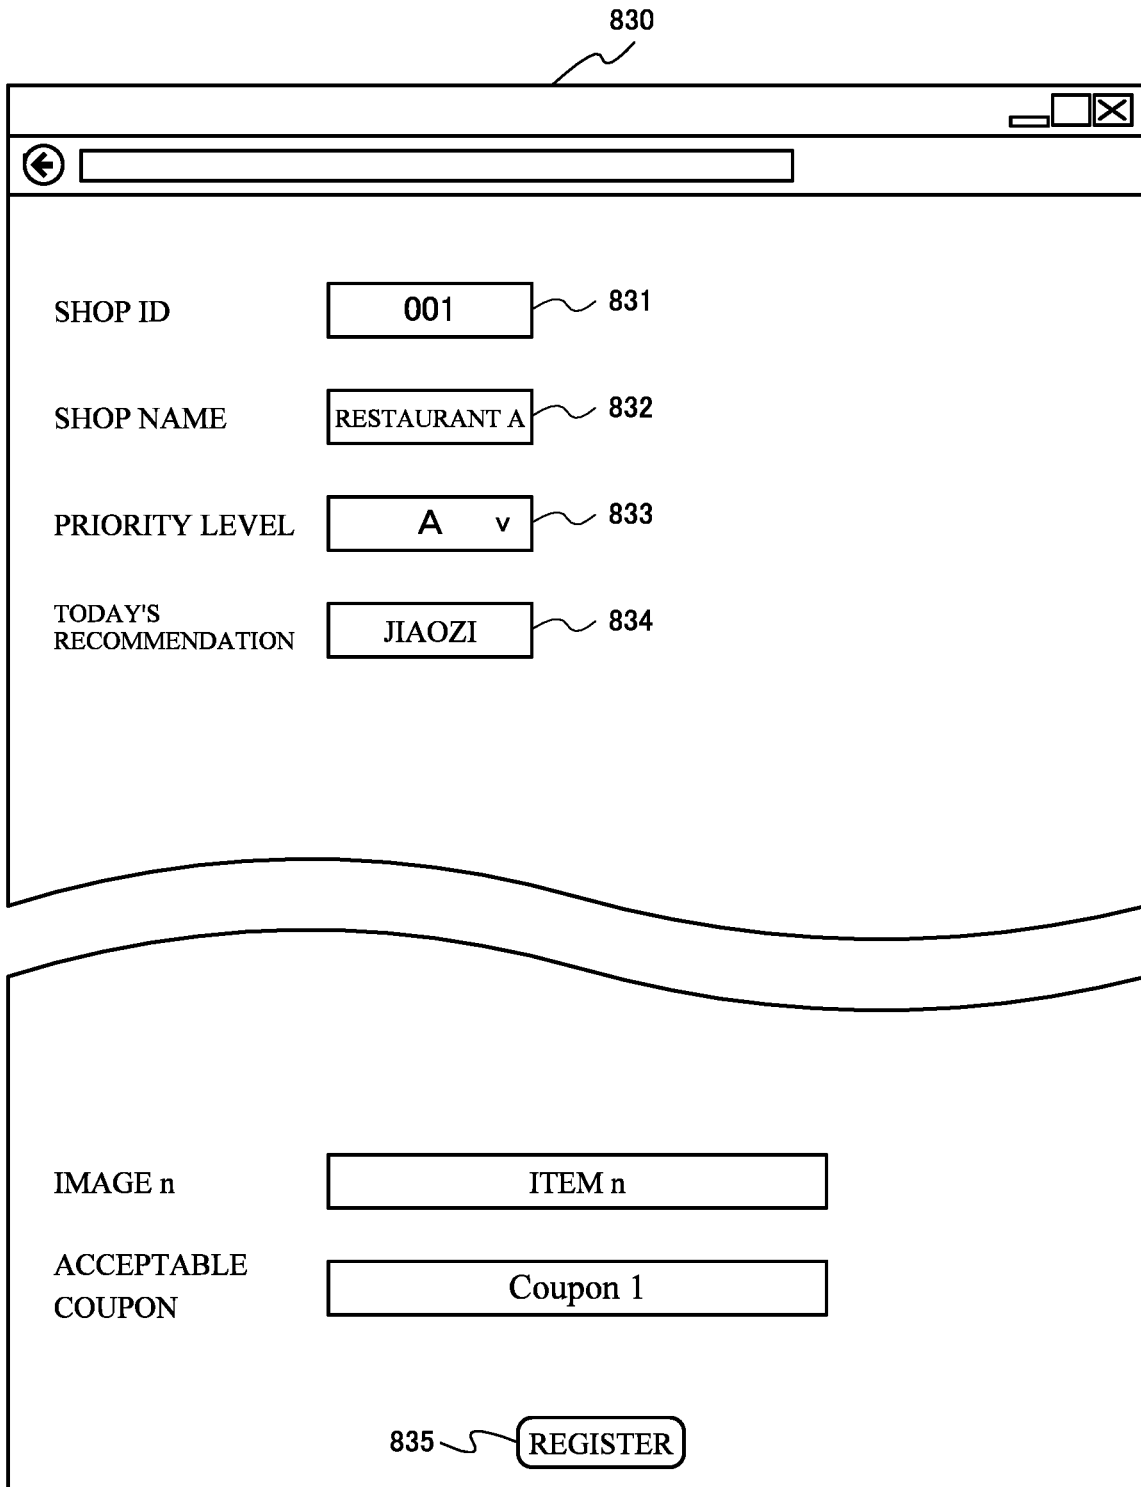 830
SHOP ID 001 831
SHOP NAME RESTAURANT A 832
PRIORITY LEVEL A v 833
TODAY'S
RECOMMENDATION JIAOZI 834
IMAGE n ITEM n
ACCEPTABLE
COUPON Coupon 1
835 REGISTER